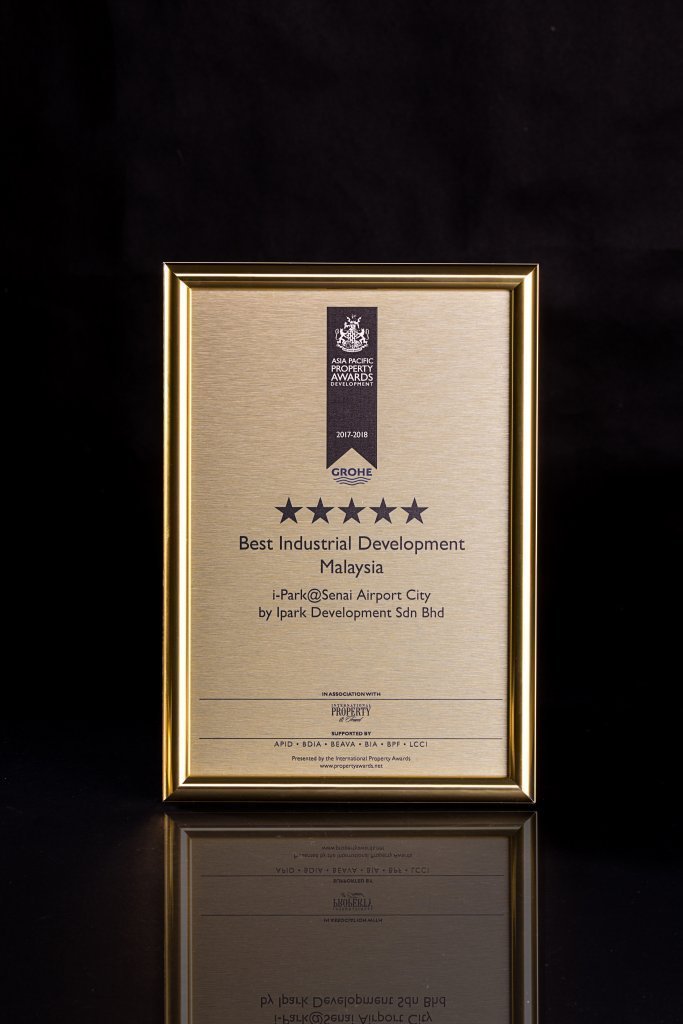 ASIA PACIFIC
PROPERTY
AWARDS
DEVELOPMENT
2017-2018
GROHE
Best Industrial Development
Malaysia
i-Park@Senai Airport City
by Ipark Development Sdn Bhd
IN ASSOCIATION WITH
INTERNATIONAL
PROPERTY
& Travel
SUPPORTED BY
APID • BDIA • BEAVA • BIA • BPF • LCCI
Presented by the International Property Awards
www.propertyawards.net